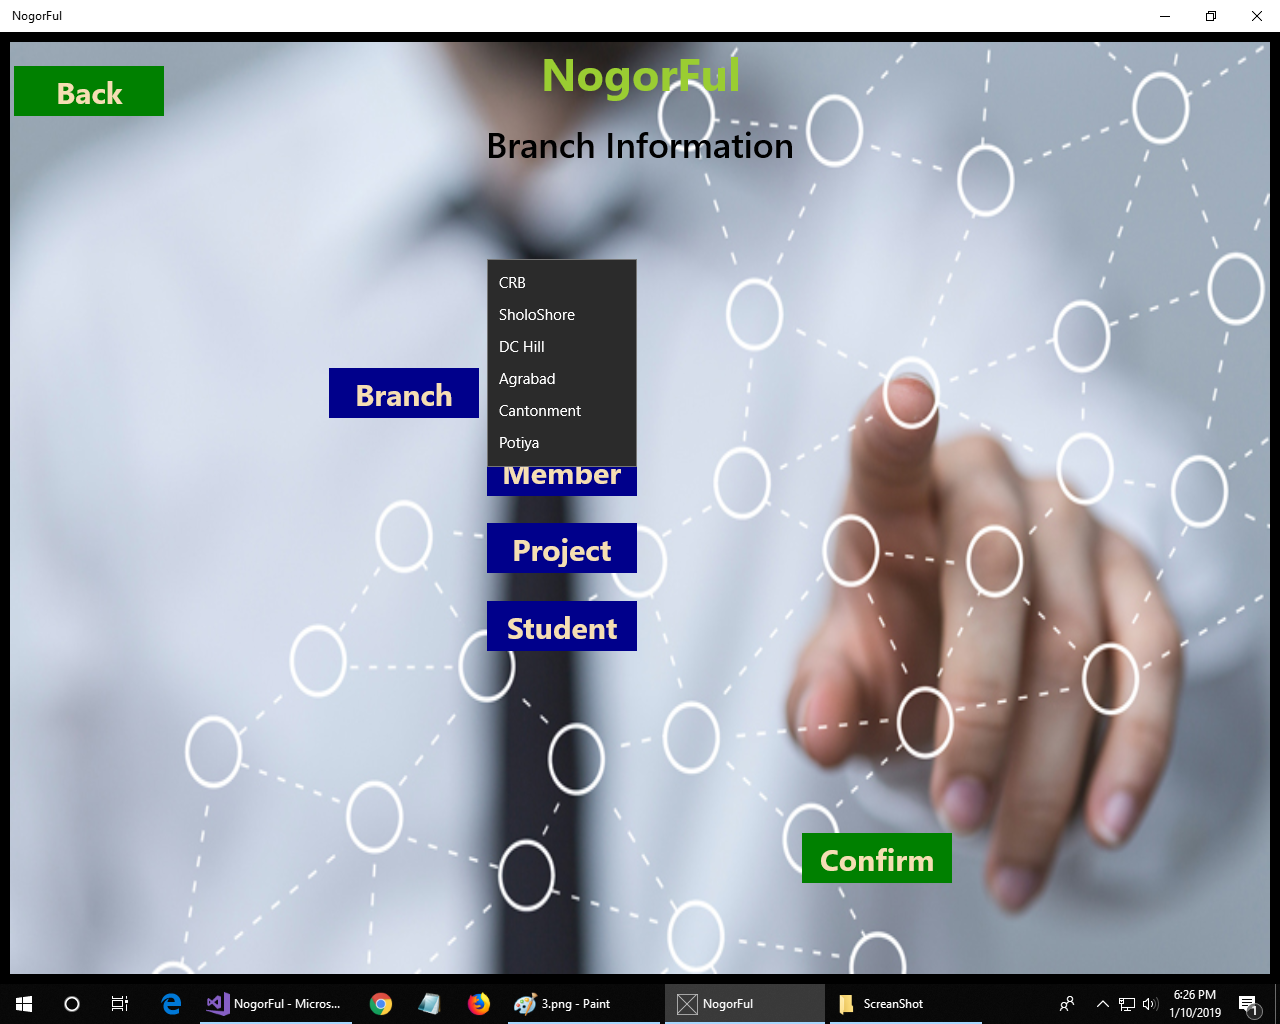 NogorFul
Back
NogorFul
Branch Information
CRB
SholoShore
DC Hill
Agrabad
Cantonment
Potiya
Branch
Member
Project
Student
Confirm
NogorFul - Micros...
3.png - Paint
NogorFul
ScreanShot
6:26 PM
1/10/2019
1